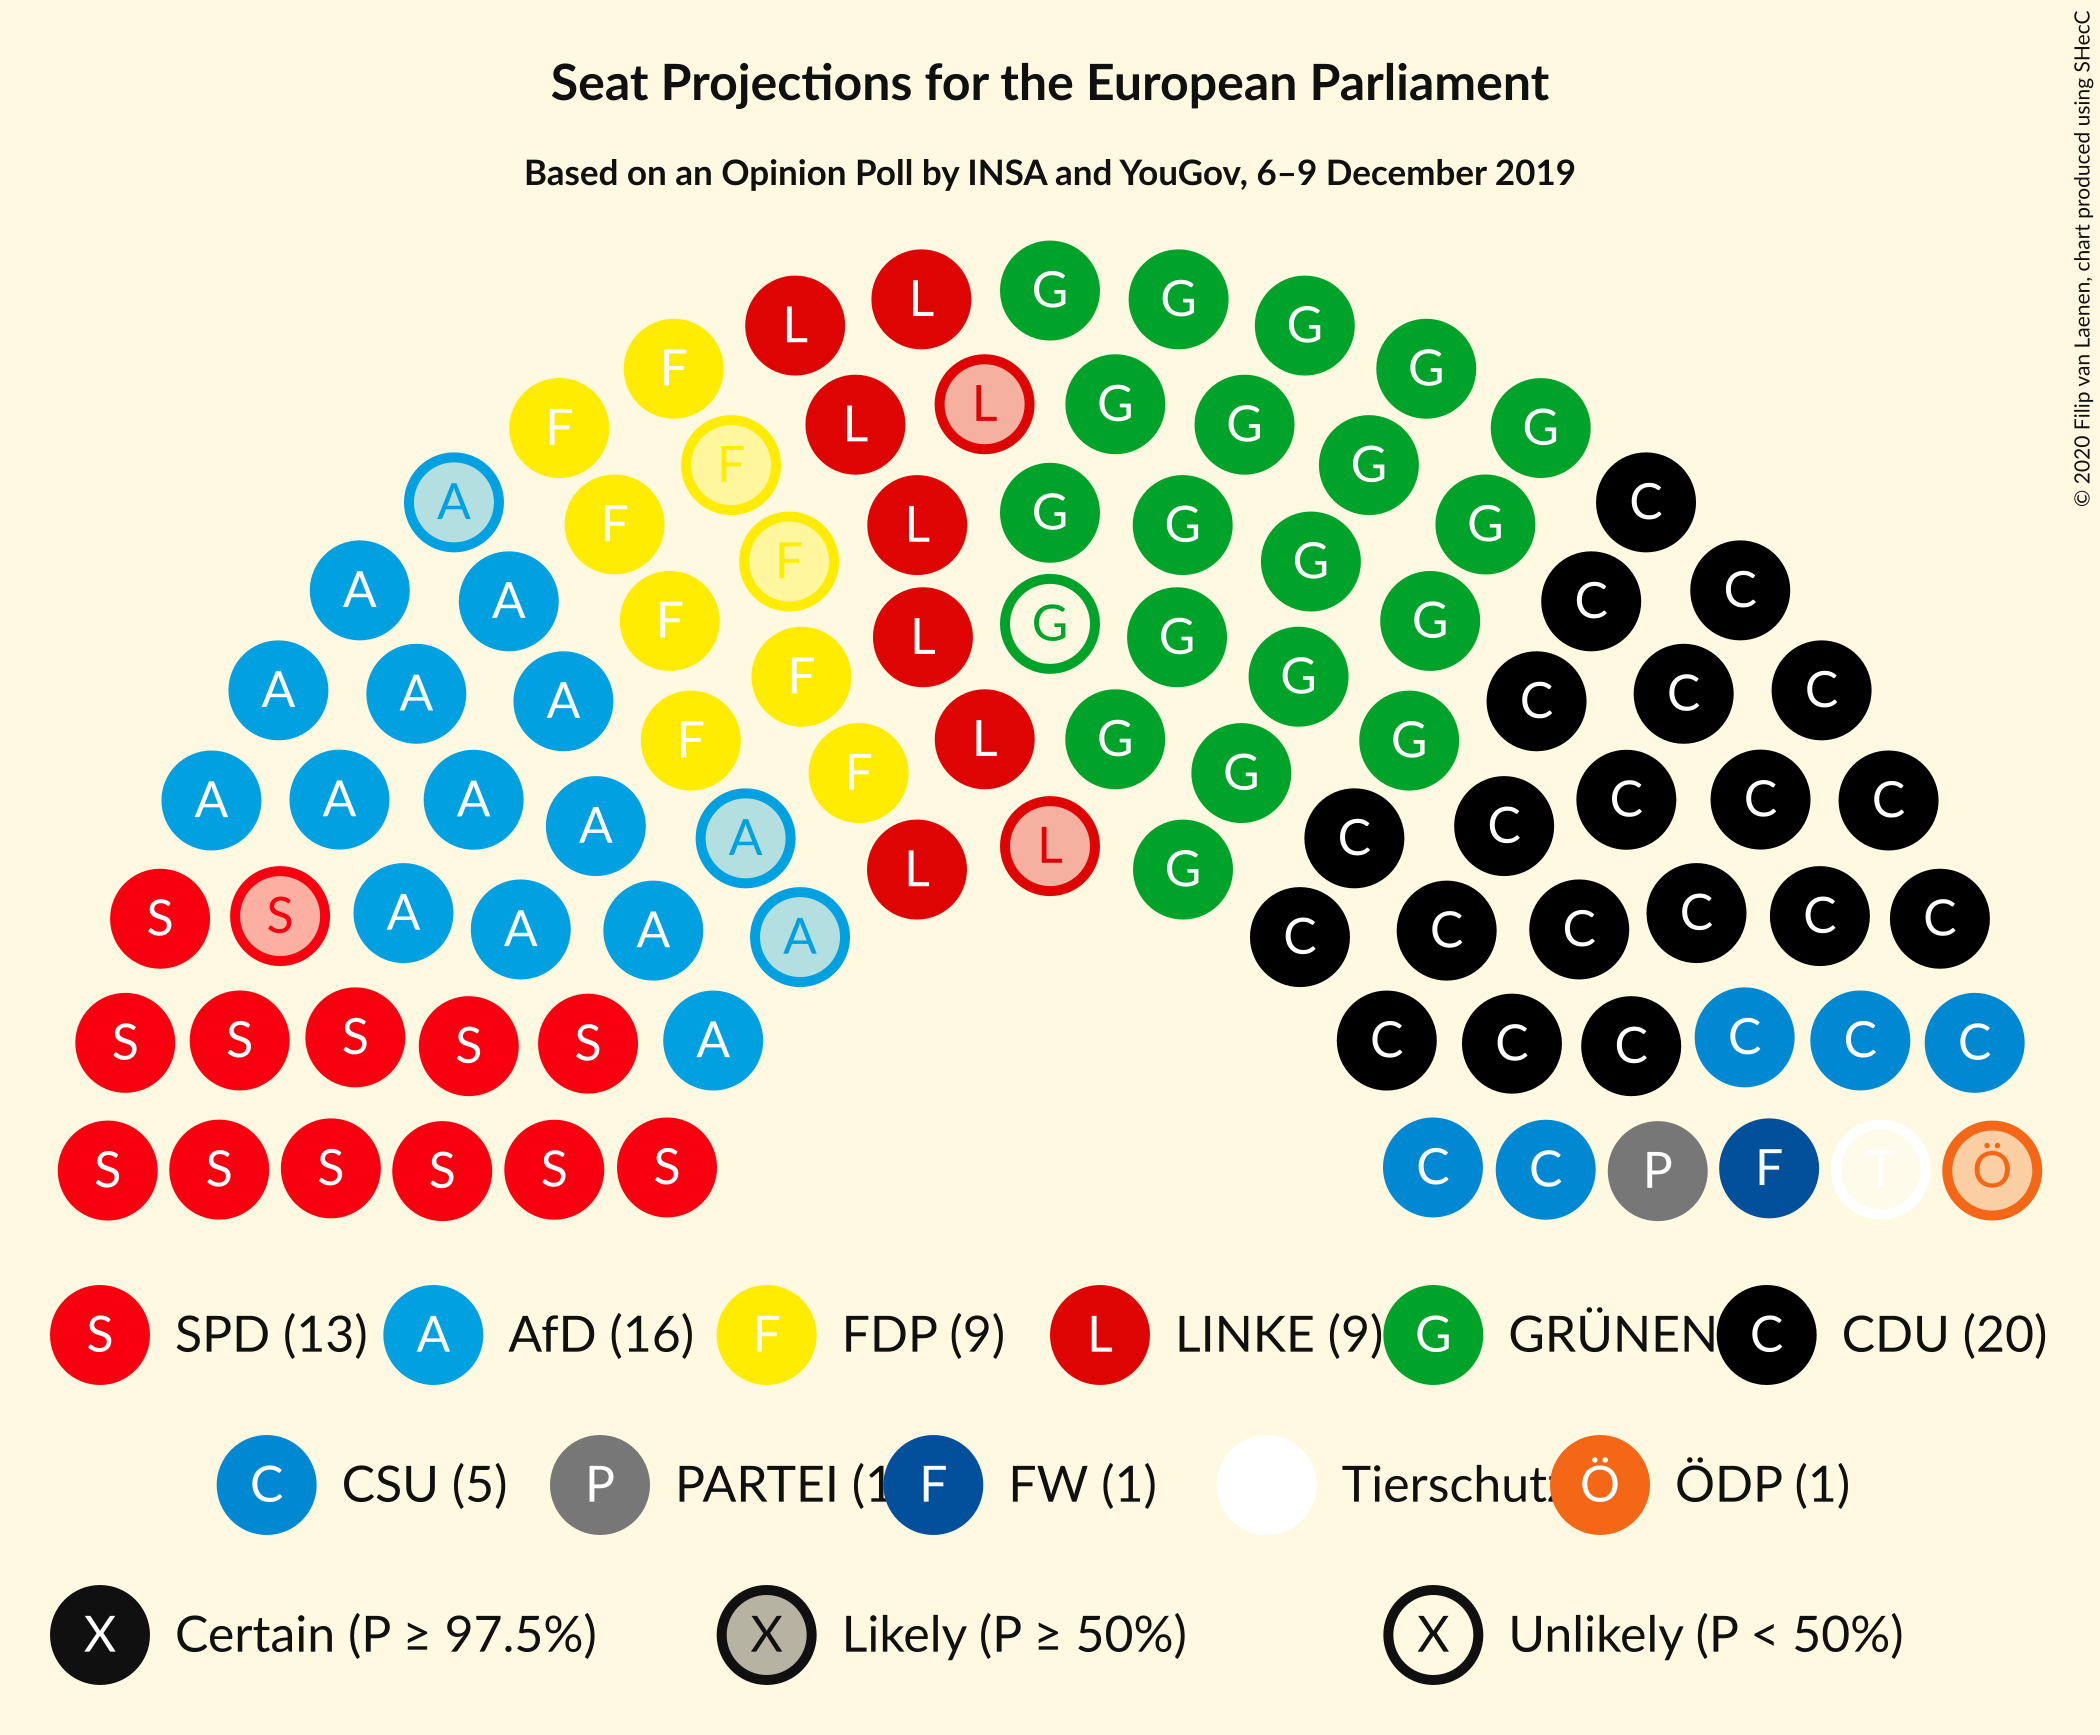 Seat Projections for the European Parliament
Based on an Opinion Poll by INSA and YouGov, 6–9 December 2019
© 2020 Filip van Laenen, chart produced using SHecC
L L G G G
F L L G G G
F F L G G G G
A F F L G G G C
A A F F L G G G C C
A A A F F L G G G C C C
A A A A A L L G C C C C C
S S A A A A C C C C C C
S S S S S A C C C C C C
S S S S S S C C P F T Ö
S SPD (13) A AfD (16) F FDP (9) L LINKE (9) G GRÜNEN C CDU (20)
C CSU (5) P PARTEI (1 F FW (1) Tierschutz Ö ÖDP (1)
X Certain (P ≥ 97.5%) X Likely (P ≥ 50%) X Unlikely (P < 50%)